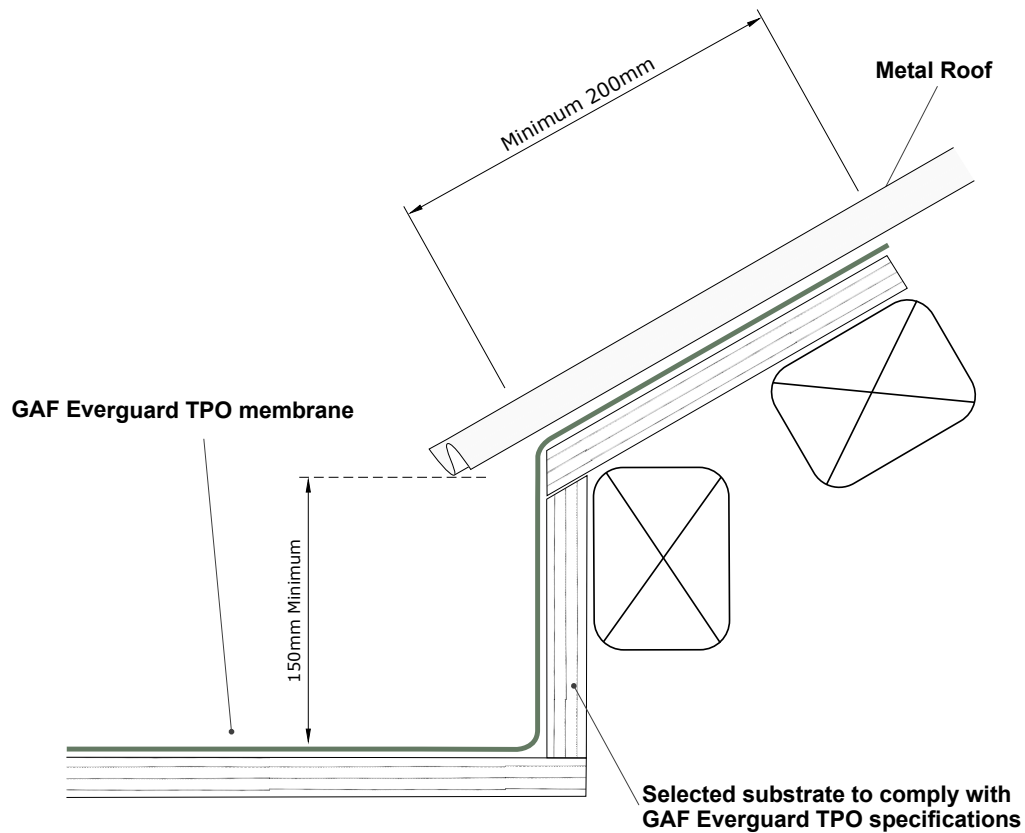 Minimum 200mm
Metal Roof
GAF Everguard TPO membrane
150mm Minimum
Selected substrate to comply with
GAF Everguard TPO specifications